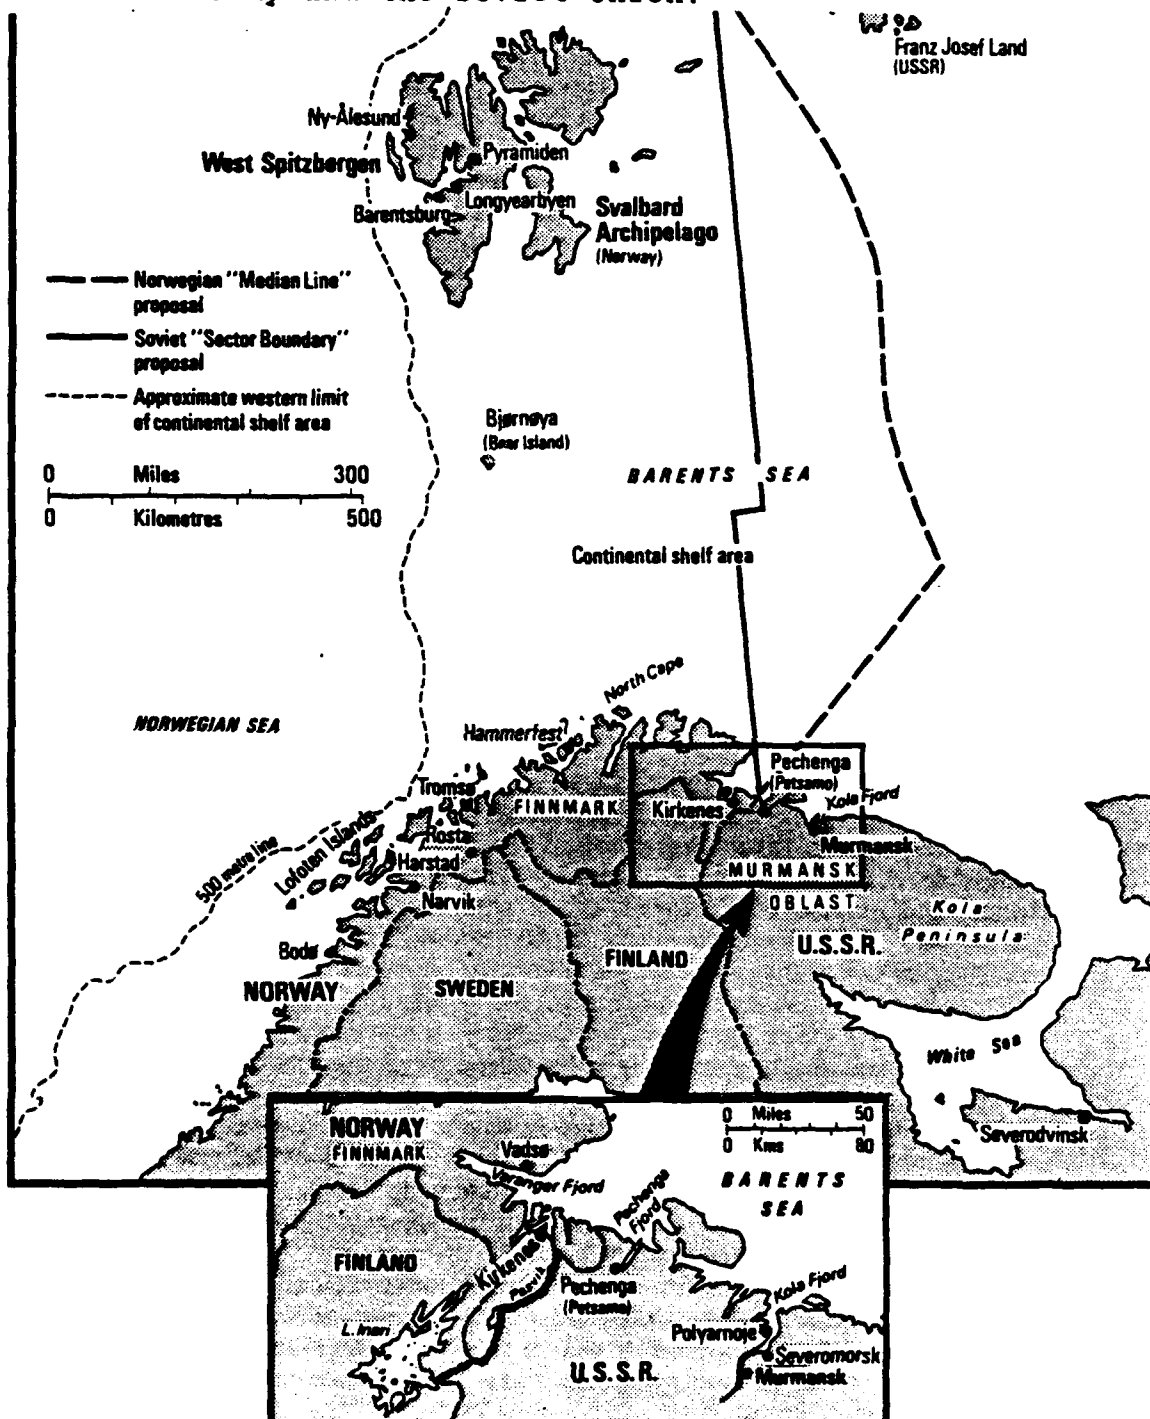 Franz Josef Land
(USSR)
Ny-Ålesund
West Spitzbergen
Pyramiden
Longyearbyen
Barentsburg
Svalbard
Archipelago
(Norway)
Norwegian "Median Line"
proposal
Soviet "Sector Boundary"
proposal
Approximate western limit
of continental shelf area
0 Miles 300
0 Kilometres 500
Bjørnøya
(Bear Island)
BARENTS SEA
Continental shelf area
NORWEGIAN SEA
North Cape
Hammerfest
Tromsø
FINNMARK
Kirkenes
Pechenga
(Petsamo)
Kola Fjord
Murmansk
MURMANSK
OBLAST
Kola
Peninsula
U.S.S.R.
500 metre line
Lofoten Islands
Rosta
Harstad
Narvik
Bodø
NORWAY
SWEDEN
FINLAND
White Sea
Severodvinsk
NORWAY
FINNMARK
Vadsø
Varanger Fjord
0 Miles 50
0 Kms 80
BARENTS
SEA
Pechenga
Fjord
FINLAND
Kirkenes
Pasvik
Pechenga
(Petsamo)
Kola Fjord
L. Inari
Polyarnoje
Severomorsk
Murmansk
U.S.S.R.